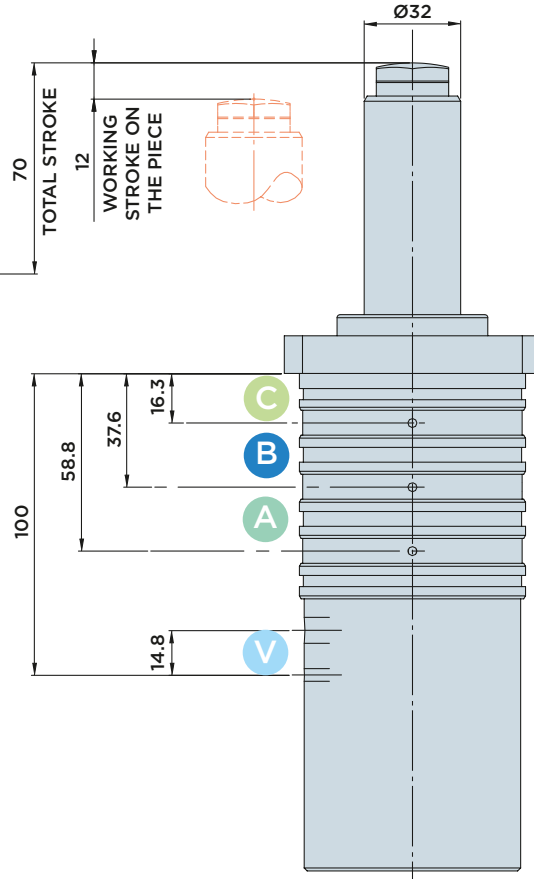 Ø32
70
TOTAL STROKE
12
WORKING
STROKE ON
THE PIECE
C
16.3
B
37.6
58.8
A
100
V
14.8